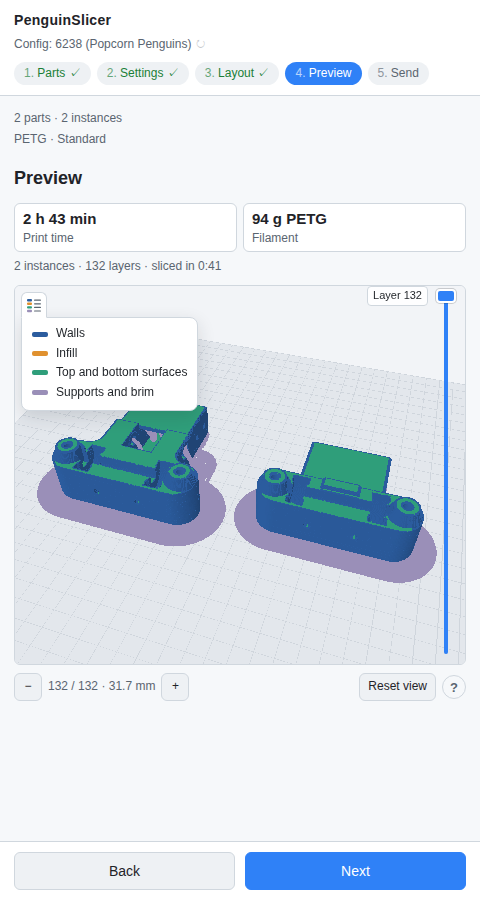 PenguinSlicer
Config: 6238 (Popcorn Penguins)
1. Parts ✓ 2. Settings ✓ 3. Layout ✓ 4. Preview 5. Send
2 parts · 2 instances
PETG · Standard
Preview
2 h 43 min
Print time
94 g PETG
Filament
2 instances · 132 layers · sliced in 0:41
Layer 132
Walls
Infill
Top and bottom surfaces
Supports and brim
− 132 / 132 · 31.7 mm + Reset view ?
Back Next